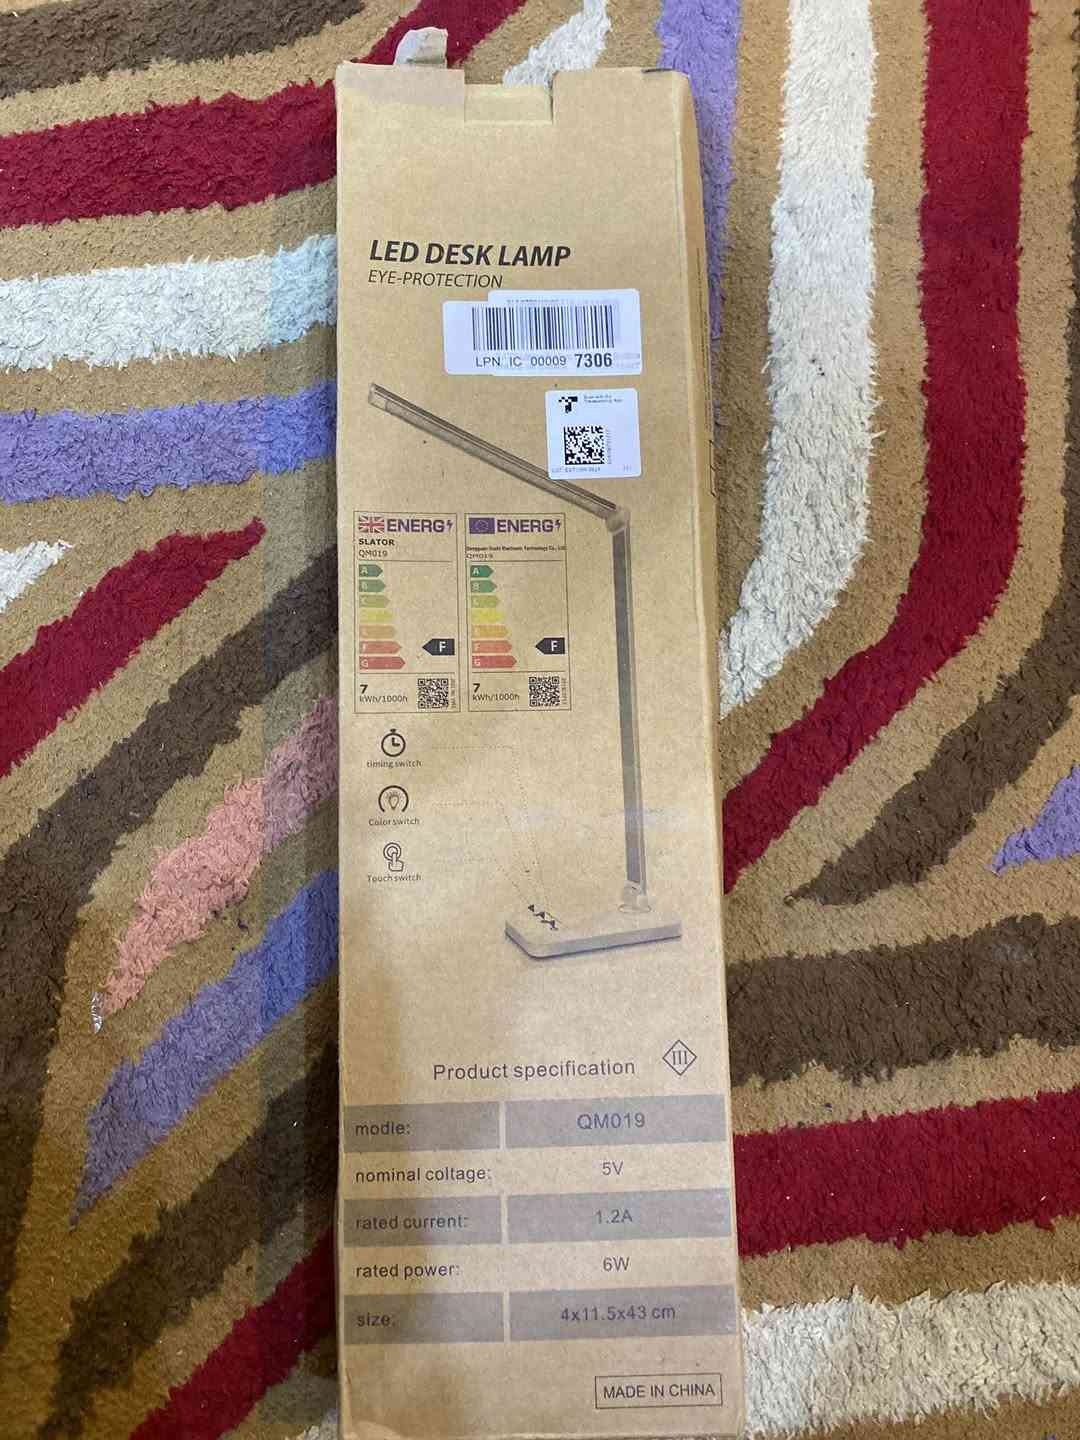 LED DESK LAMP
EYE-PROTECTION
LPN IC 00009 7306
ENERG
SLATOR
QM019
A
B
C
F
G
F
7
kWh/1000h
ENERG
QM019
A
B
C
F
G
F
7
kWh/1000h
timing switch
Color switch
Touch switch
Product specification
III
modle: QM019
nominal coltage: 5V
rated current: 1.2A
rated power: 6W
size: 4x11.5x43 cm
MADE IN CHINA